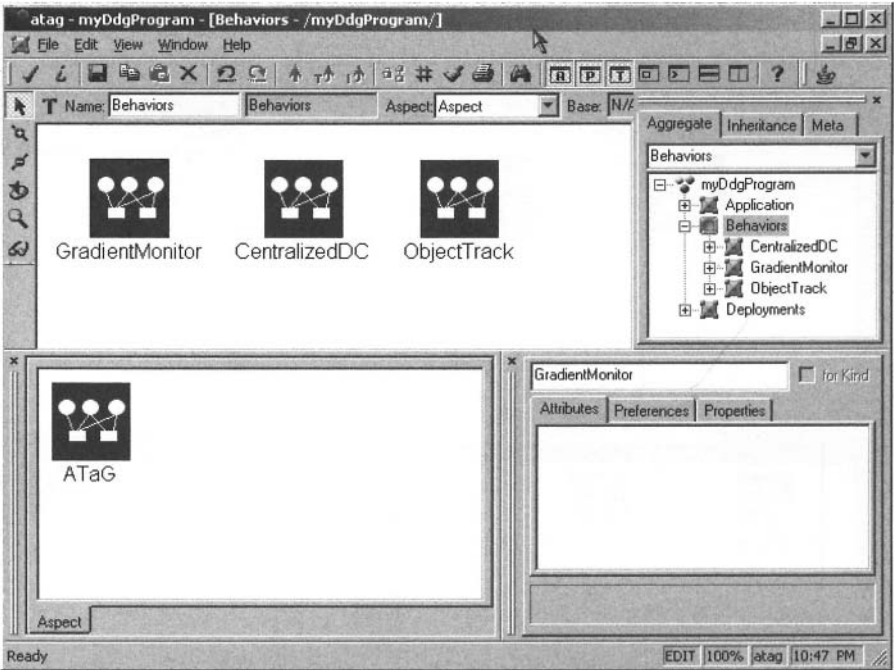 atag - myDdgProgram - [Behaviors - /myDdgProgram/]
File Edit View Window Help
A P T
T Name: Behaviors Behaviors Aspect: Aspect Base: N/A
Aggregate Inheritance Meta
Behaviors
myDdgProgram
Application
Behaviors
CentralizedDC
GradientMonitor
ObjectTrack
Deployments
GradientMonitor CentralizedDC ObjectTrack
ATaG
Aspect
GradientMonitor for Kind
Attributes Preferences Properties
Ready EDIT 100% atag 10:47 PM